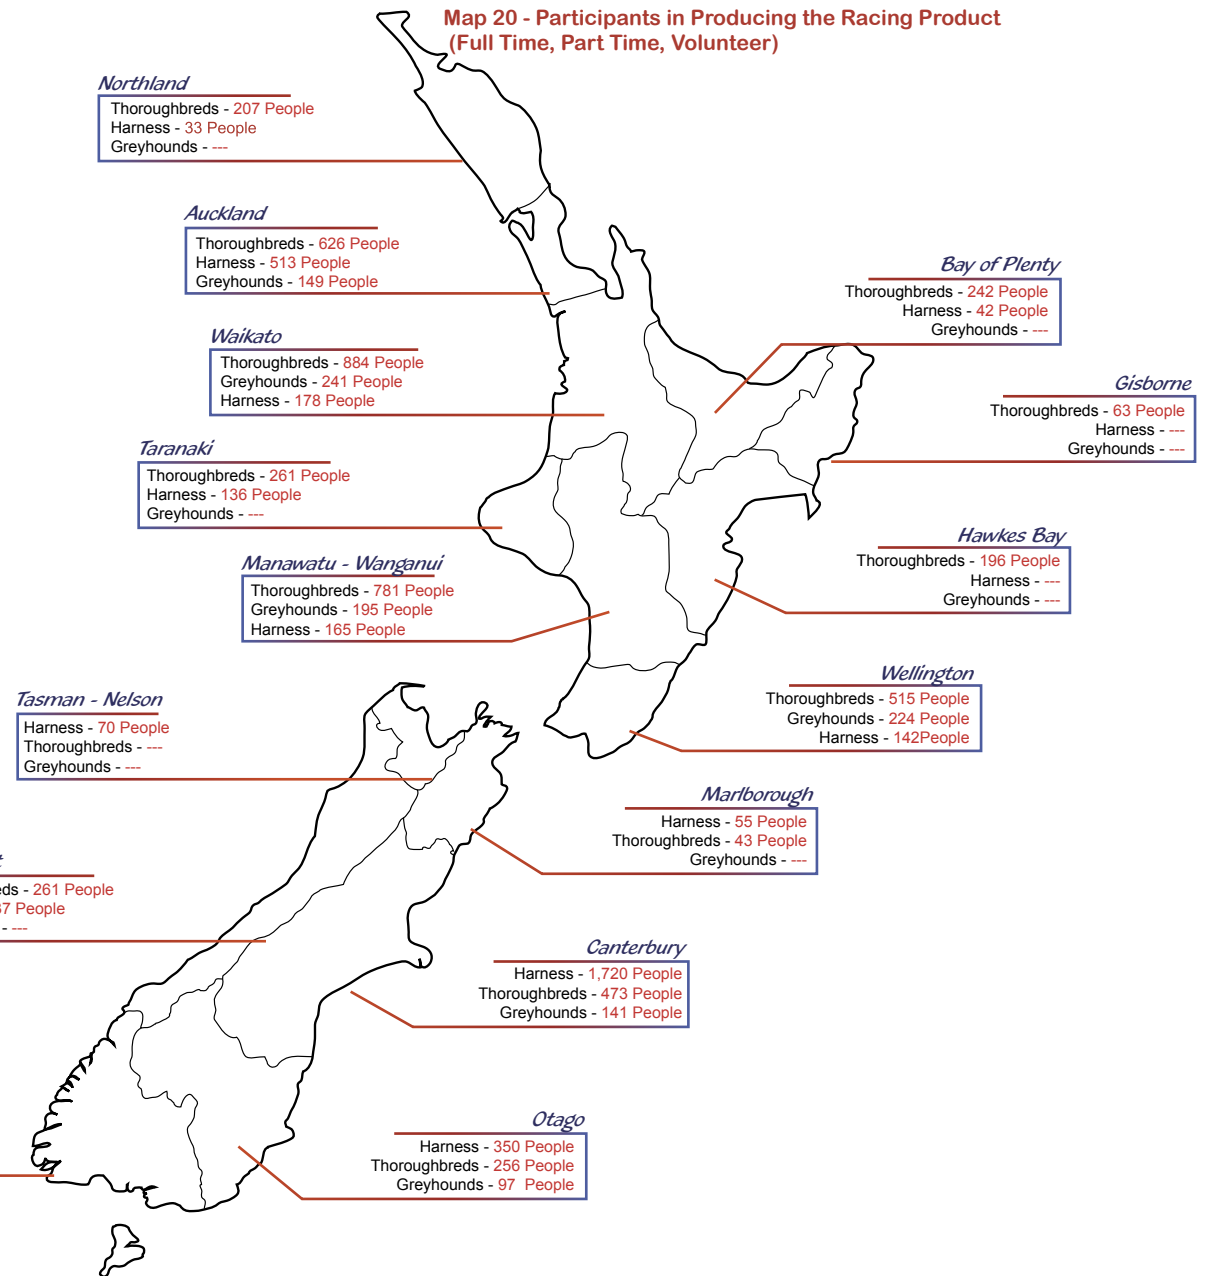 Map 20 - Participants in Producing the Racing Product
(Full Time, Part Time, Volunteer)
Northland
Thoroughbreds - 207 People
Harness - 33 People
Greyhounds - ---
Auckland
Thoroughbreds - 626 People
Harness - 513 People
Greyhounds - 149 People
Bay of Plenty
Thoroughbreds - 242 People
Harness - 42 People
Greyhounds - ---
Waikato
Thoroughbreds - 884 People
Greyhounds - 241 People
Harness - 178 People
Gisborne
Thoroughbreds - 63 People
Harness - ---
Greyhounds - ---
Taranaki
Thoroughbreds - 261 People
Harness - 136 People
Greyhounds - ---
Hawkes Bay
Thoroughbreds - 196 People
Harness - ---
Greyhounds - ---
Manawatu - Wanganui
Thoroughbreds - 781 People
Greyhounds - 195 People
Harness - 165 People
Wellington
Thoroughbreds - 515 People
Greyhounds - 224 People
Harness - 142People
Tasman - Nelson
Harness - 70 People
Thoroughbreds - ---
Greyhounds - ---
Marlborough
Harness - 55 People
Thoroughbreds - 43 People
Greyhounds - ---
eds - 261 People
7 People
- ---
Canterbury
Harness - 1,720 People
Thoroughbreds - 473 People
Greyhounds - 141 People
Otago
Harness - 350 People
Thoroughbreds - 256 People
Greyhounds - 97 People